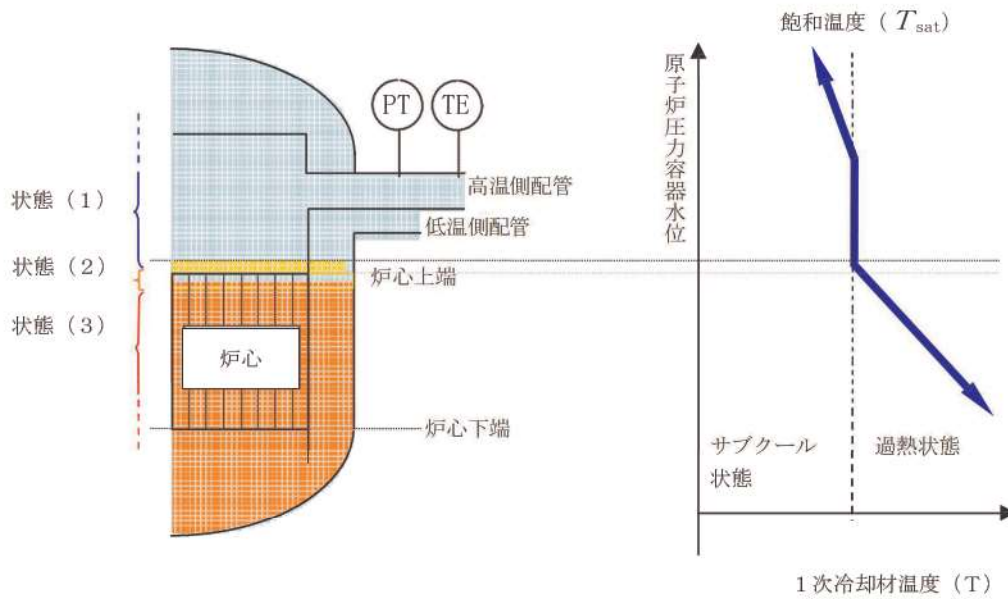 飽和温度（Tsat）
原子炉圧力容器水位
PT
TE
高温側配管
低温側配管
状態（1）
状態（2）
状態（3）
炉心上端
炉心
炉心下端
サブクール
状態
過熱状態
1次冷却材温度（T）